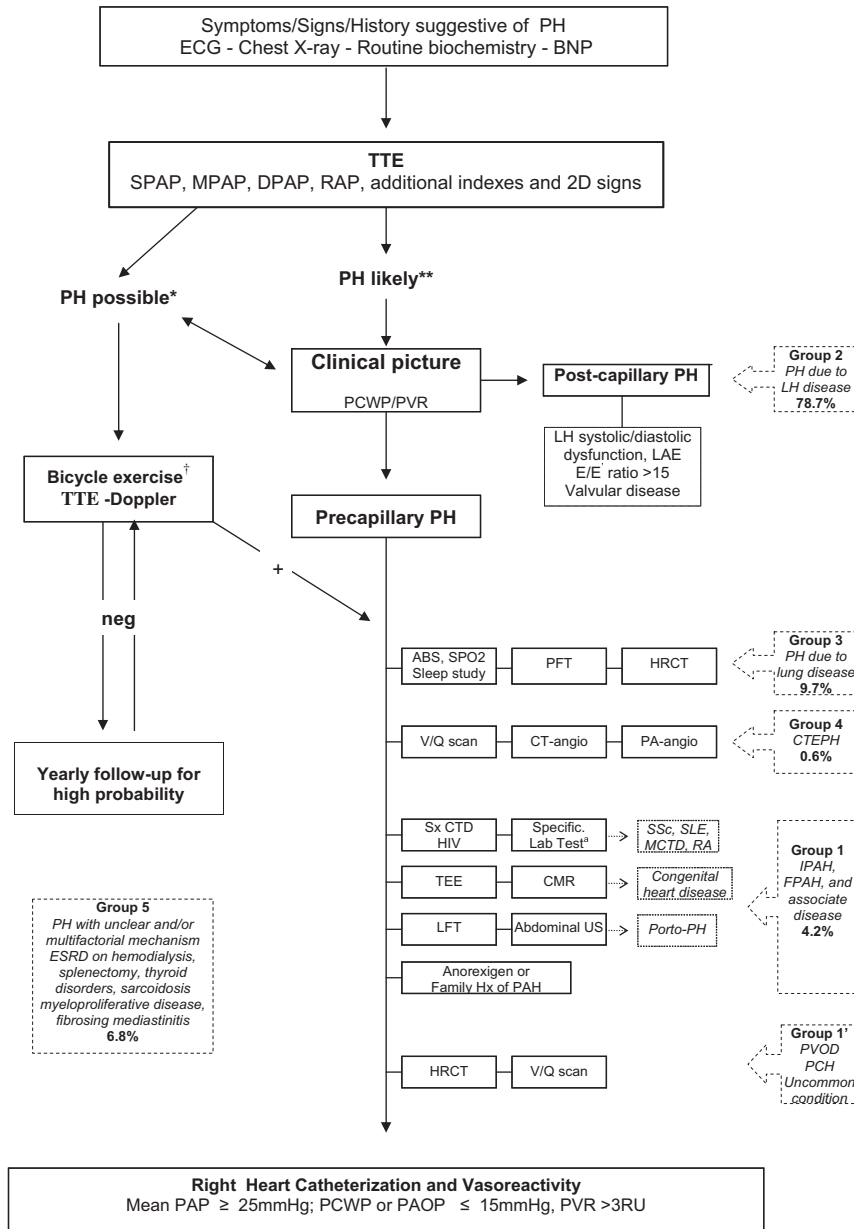 Symptoms/Signs/History suggestive of PH
ECG - Chest X-ray - Routine biochemistry - BNP
TTE
SPAP, MPAP, DPAP, RAP, additional indexes and 2D signs
PH likely**
PH possible*
Clinical picture
PCWP/PVR
Post-capillary PH
Group 2
PH due to
LH disease
78.7%
LH systolic/diastolic
dysfunction, LAE
E/E' ratio >15
Valvular disease
Bicycle exercise†
TTE -Doppler
Precapillary PH
+
neg
ABS, SPO2
Sleep study
PFT
HRCT
Group 3
PH due to
lung disease
9.7%
V/Q scan
CT-angio
PA-angio
Group 4
CTEPH
0.6%
Yearly follow-up for
high probability
Sx CTD
HIV
Specific.
Lab Testª
SSc, SLE,
MCTD, RA
TEE
CMR
Congenital
heart disease
LFT
Abdominal US
Porto-PH
Anorexigen or
Family Hx of PAH
Group 1
IPAH,
FPAH, and
associate
disease
4.2%
Group 5
PH with unclear and/or
multifactorial mechanism
ESRD on hemodialysis,
splenectomy, thyroid
disorders, sarcoidosis
myeloproliferative disease,
fibrosing mediastinitis
6.8%
HRCT
V/Q scan
Group 1'
PVOD
PCH
Uncommon
condition
Right Heart Catheterization and Vasoreactivity
Mean PAP ≥ 25mmHg; PCWP or PAOP ≤ 15mmHg, PVR >3RU